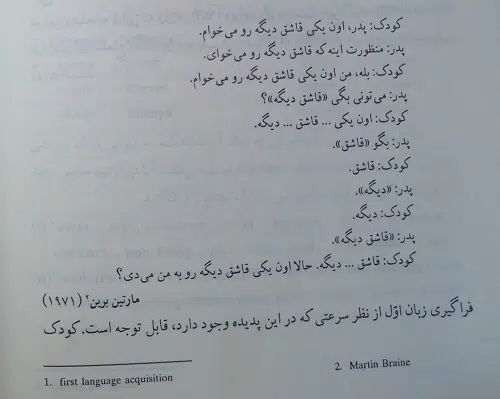 کودک: پدر، اون یکی قاشق دیگه رو می‌خوام.
پدر: منظورت اینه که قاشق دیگه رو می‌خوای.
کودک: بله، من اون یکی قاشق دیگه رو می‌خوام.
پدر: می‌تونی بگی «قاشق دیگه»؟
کودک: اون یکی ... قاشق ... دیگه.
پدر: بگو «قاشق».
کودک: قاشق.
پدر: «دیگه».
کودک: دیگه.
پدر: «قاشق دیگه».
کودک: قاشق ... دیگه. حالا اون یکی قاشق دیگه رو به من می‌دی؟
مارتین برین۲ (۱۹۷۱)
فراگیری زبان اوّل از نظر سرعتی که در این پدیده وجود دارد، قابل توجه است. کودک
1. first language acquisition
2. Martin Braine